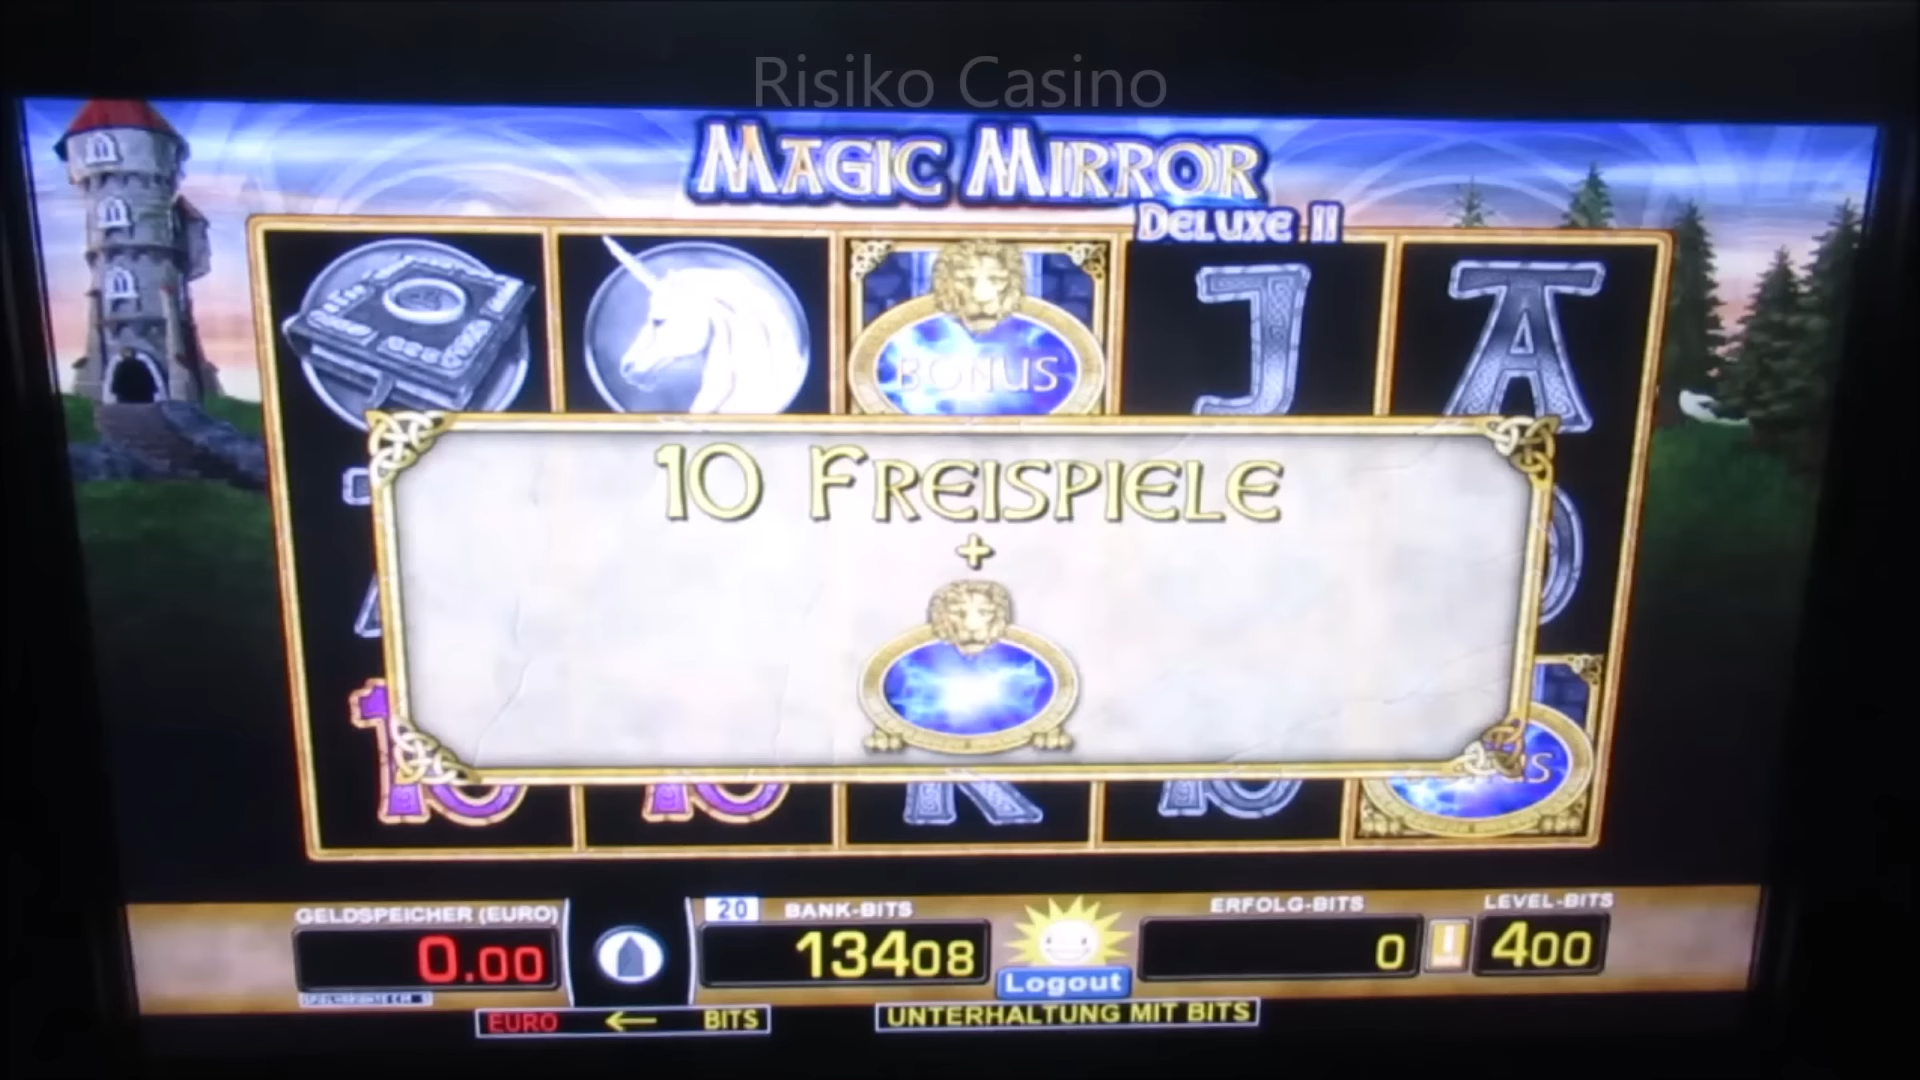 Risiko Casino
MAGIC MIRROR
DELUXE II
BONUS
J
A
10 FREISPIELE
+
GELDSPEICHER (EURO)
0.00
20 BANK-BITS
13408
Logout
ERFOLG-BITS
0
LEVEL-BITS
400
EURO ← BITS
UNTERHALTUNG MIT BITS